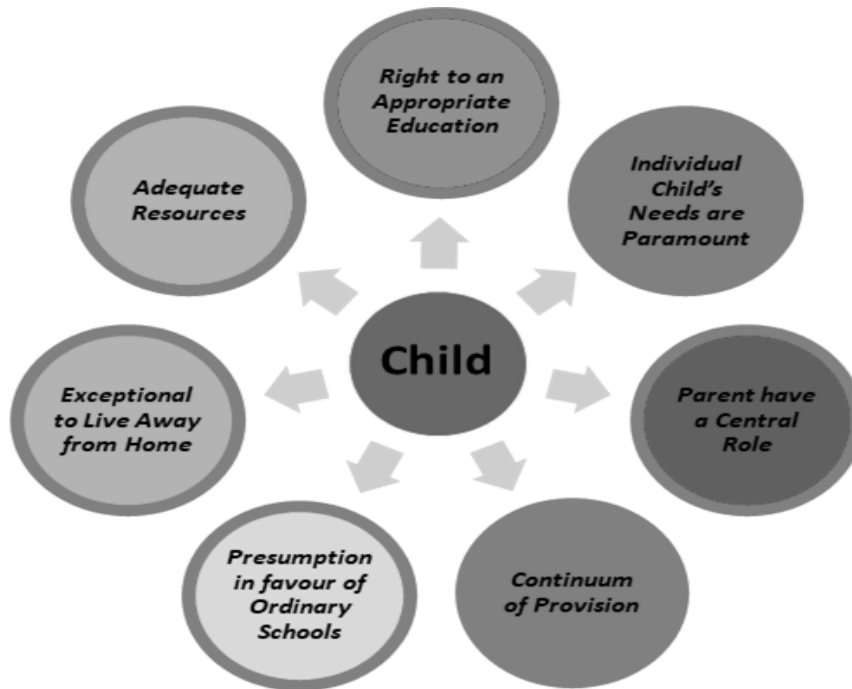 Right to an
Appropriate
Education
Individual
Child's
Needs are
Paramount
Parent have
a Central
Role
Continuum
of Provision
Presumption
in favour of
Ordinary
Schools
Exceptional
to Live Away
from Home
Adequate
Resources
Child